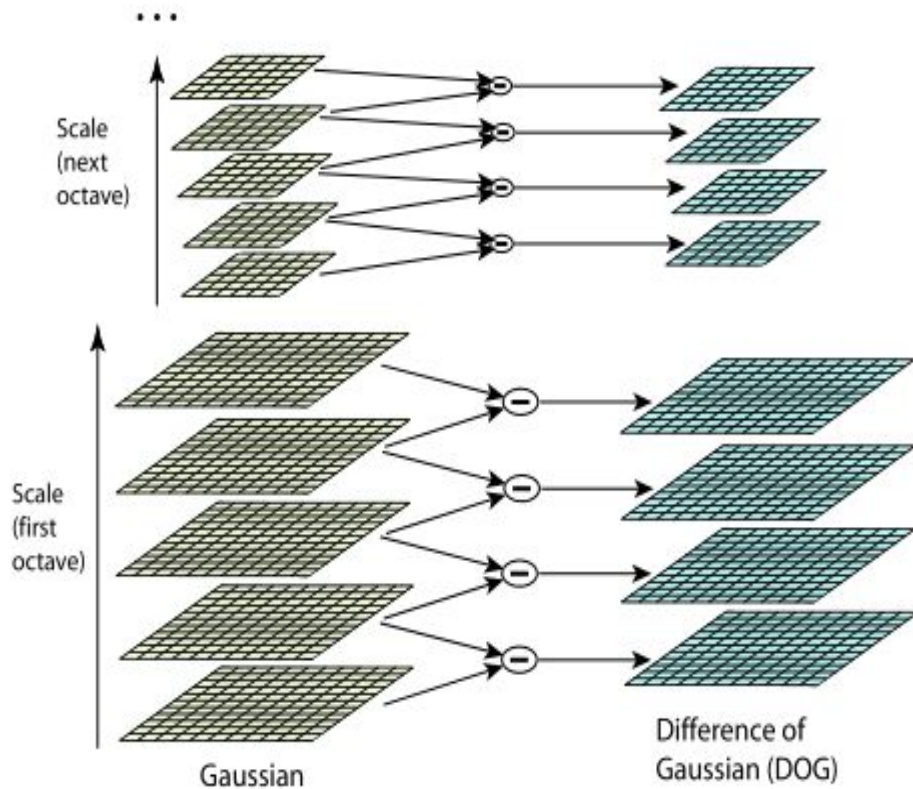 ...
Scale
(next
octave)
Scale
(first
octave)
Gaussian
Difference of
Gaussian (DOG)